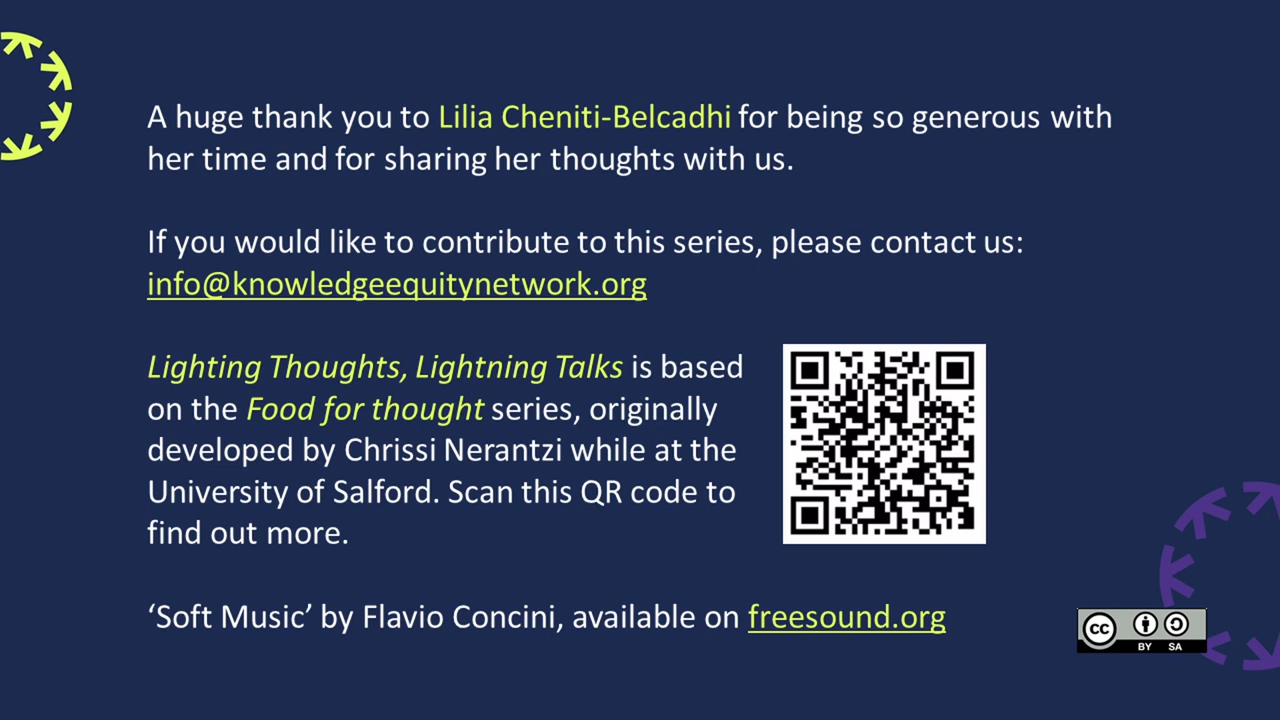 A huge thank you to Lilia Cheniti-Belcadhi for being so generous with
her time and for sharing her thoughts with us.
If you would like to contribute to this series, please contact us:
info@knowledgeequitynetwork.org
Lighting Thoughts, Lightning Talks is based
on the Food for thought series, originally
developed by Chrissi Nerantzi while at the
University of Salford. Scan this QR code to
find out more.
‘Soft Music’ by Flavio Concini, available on freesound.org
cc
BY SA